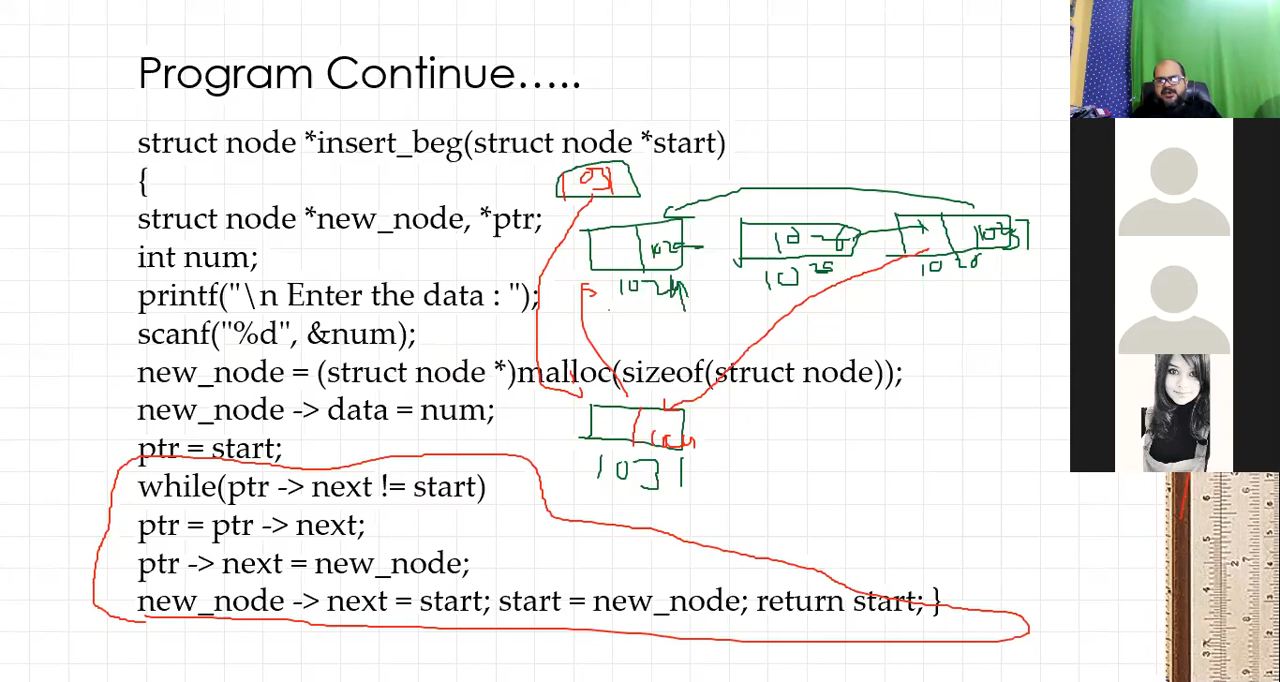 Program Continue.....
struct node *insert_beg(struct node *start)
{
struct node *new_node, *ptr;
int num;
printf("\n Enter the data : ");
scanf("%d", &num);
new_node = (struct node *)malloc(sizeof(struct node));
new_node -> data = num;
ptr = start;
while(ptr -> next != start)
ptr = ptr -> next;
ptr -> next = new_node;
new_node -> next = start; start = new_node; return start; }
1025
1031